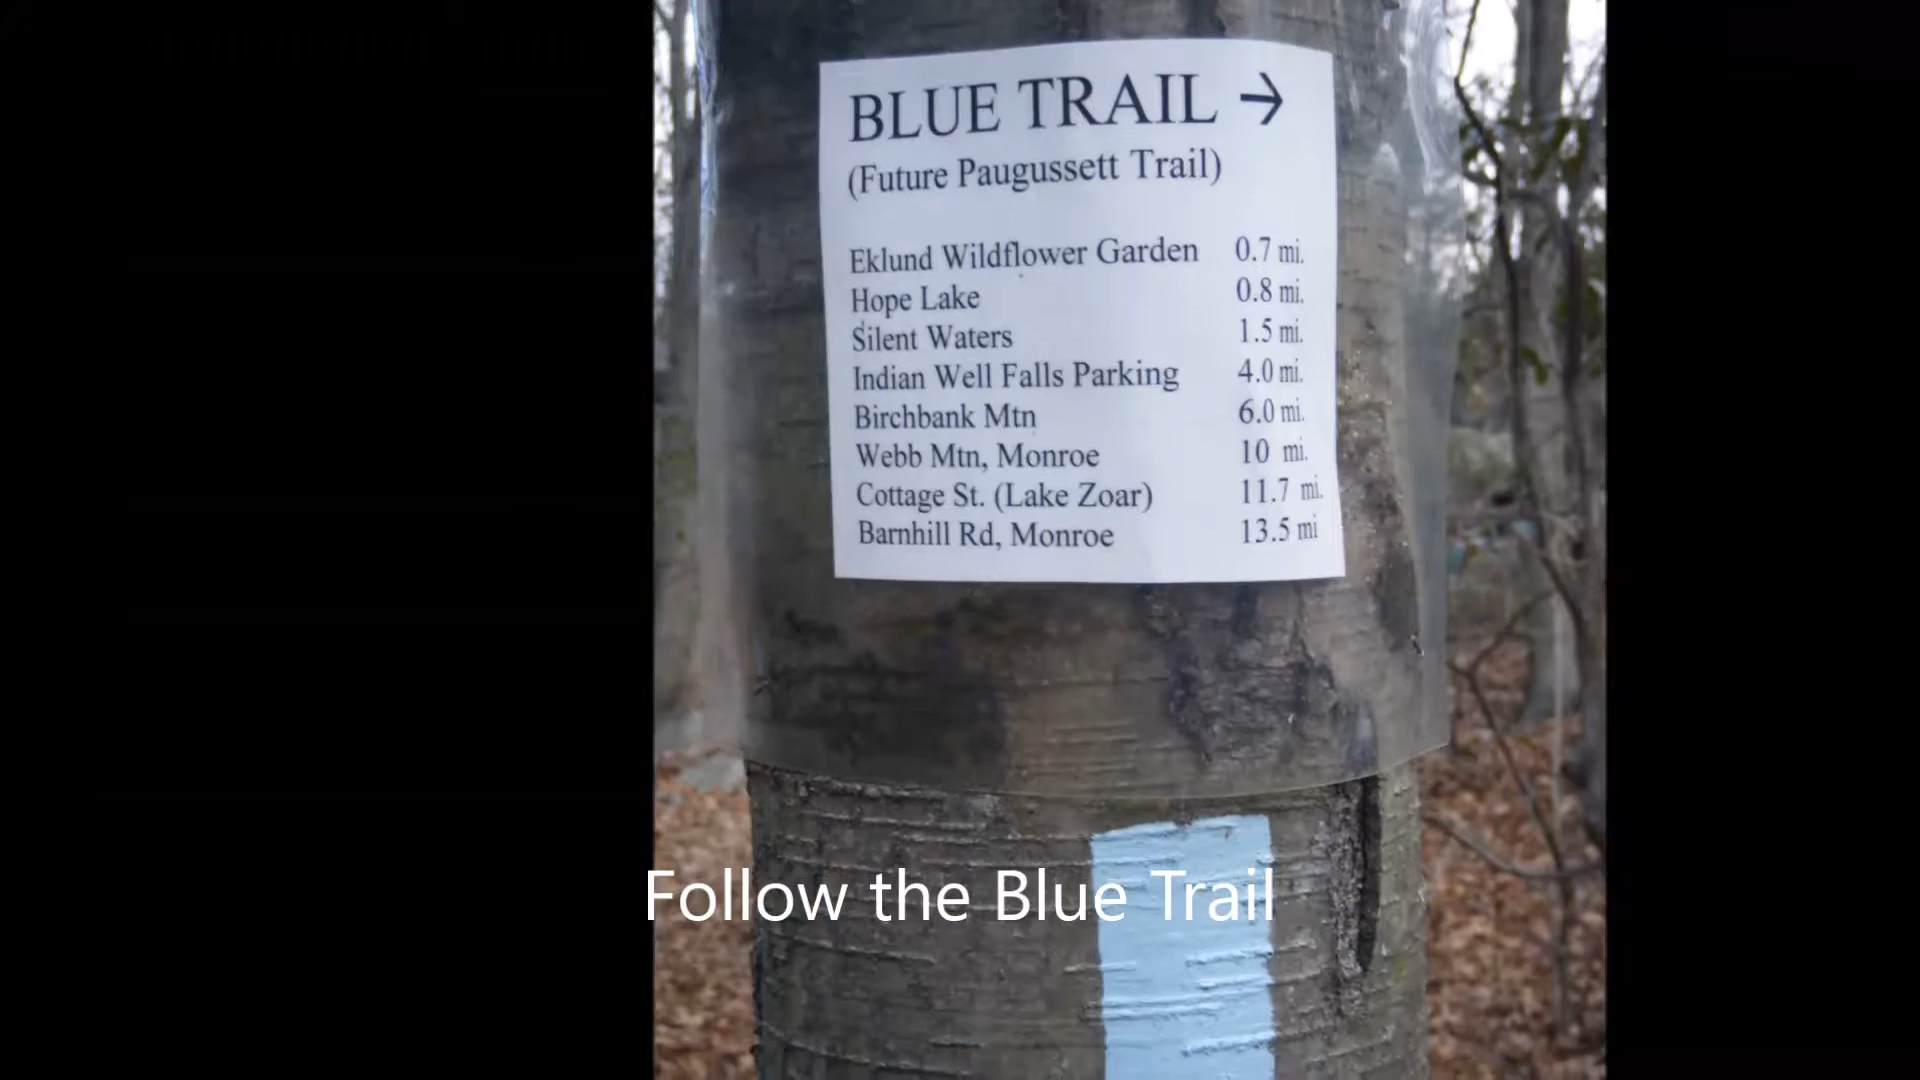 BLUE TRAIL →
(Future Paugussett Trail)
Eklund Wildflower Garden 0.7 mi.
Hope Lake 0.8 mi.
Silent Waters 1.5 mi.
Indian Well Falls Parking 4.0 mi.
Birchbank Mtn 6.0 mi.
Webb Mtn, Monroe 10 mi.
Cottage St. (Lake Zoar) 11.7 mi.
Barnhill Rd, Monroe 13.5 mi
Follow the Blue Trail